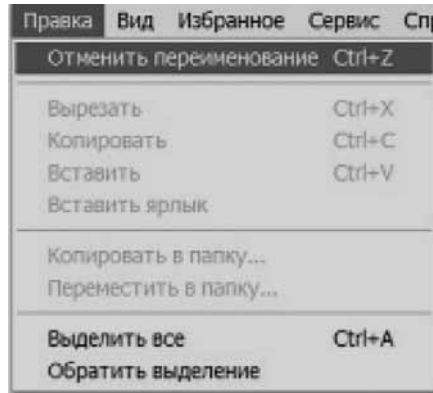 Правка Вид Избранное Сервис Спр
Отменить переименование Ctrl+Z
Вырезать Ctrl+X
Копировать Ctrl+C
Вставить Ctrl+V
Вставить ярлык
Копировать в папку...
Переместить в папку...
Выделить все Ctrl+A
Обратить выделение